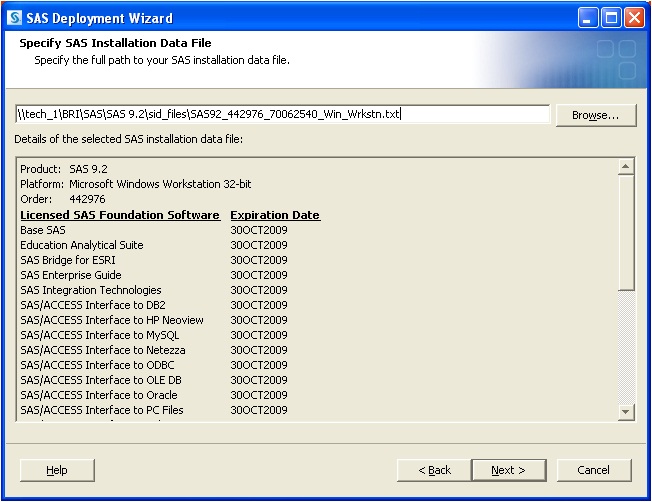 SAS Deployment Wizard
Specify SAS Installation Data File
Specify the full path to your SAS installation data file.
\\tech_1\BRI\SAS\SAS 9.2\sid_files\SAS92_442976_70062540_Win_Wrkstn.txt Browse...
Details of the selected SAS installation data file:
Product: SAS 9.2
Platform: Microsoft Windows Workstation 32-bit
Order: 442976
Licensed SAS Foundation Software Expiration Date
Base SAS 30OCT2009
Education Analytical Suite 30OCT2009
SAS Bridge for ESRI 30OCT2009
SAS Enterprise Guide 30OCT2009
SAS Integration Technologies 30OCT2009
SAS/ACCESS Interface to DB2 30OCT2009
SAS/ACCESS Interface to HP Neoview 30OCT2009
SAS/ACCESS Interface to MySQL 30OCT2009
SAS/ACCESS Interface to Netezza 30OCT2009
SAS/ACCESS Interface to ODBC 30OCT2009
SAS/ACCESS Interface to OLE DB 30OCT2009
SAS/ACCESS Interface to Oracle 30OCT2009
SAS/ACCESS Interface to PC Files 30OCT2009
Help < Back Next > Cancel